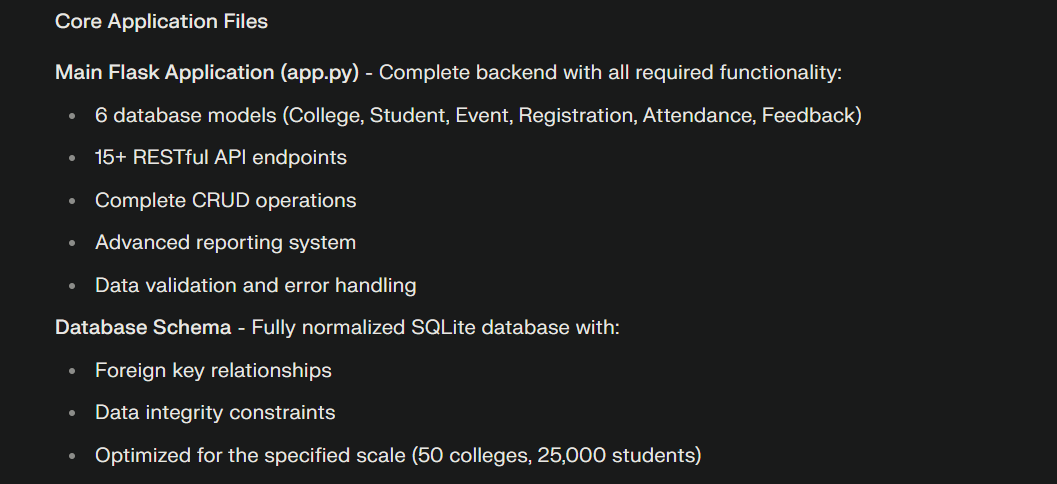 Core Application Files
Main Flask Application (app.py) - Complete backend with all required functionality:
• 6 database models (College, Student, Event, Registration, Attendance, Feedback)
• 15+ RESTful API endpoints
• Complete CRUD operations
• Advanced reporting system
• Data validation and error handling
Database Schema - Fully normalized SQLite database with:
• Foreign key relationships
• Data integrity constraints
• Optimized for the specified scale (50 colleges, 25,000 students)